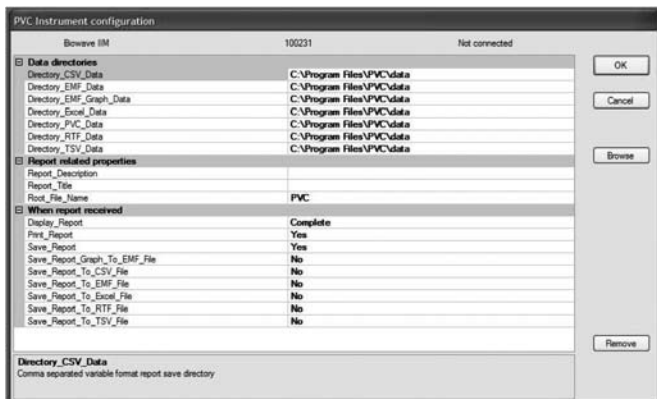 PVC Instrument configuration
Biowave IIM 100231 Not connected
Data directories
Directory_CSV_Data C:\Program Files\PVC\data
Directory_EMF_Data C:\Program Files\PVC\data
Directory_EMF_Graph_Data C:\Program Files\PVC\data
Directory_Excel_Data C:\Program Files\PVC\data
Directory_PVC_Data C:\Program Files\PVC\data
Directory_RTF_Data C:\Program Files\PVC\data
Directory_TSV_Data C:\Program Files\PVC\data
Report related properties
Report_Description
Report_Title
Root_File_Name PVC
When report received
Display_Report Complete
Print_Report Yes
Save_Report Yes
Save_Report_Graph_To_EMF_File No
Save_Report_To_CSV_File No
Save_Report_To_EMF_File No
Save_Report_To_Excel_File No
Save_Report_To_RTF_File No
Save_Report_To_TSV_File No
Directory_CSV_Data
Comma separated variable format report save directory
OK
Cancel
Browse
Remove